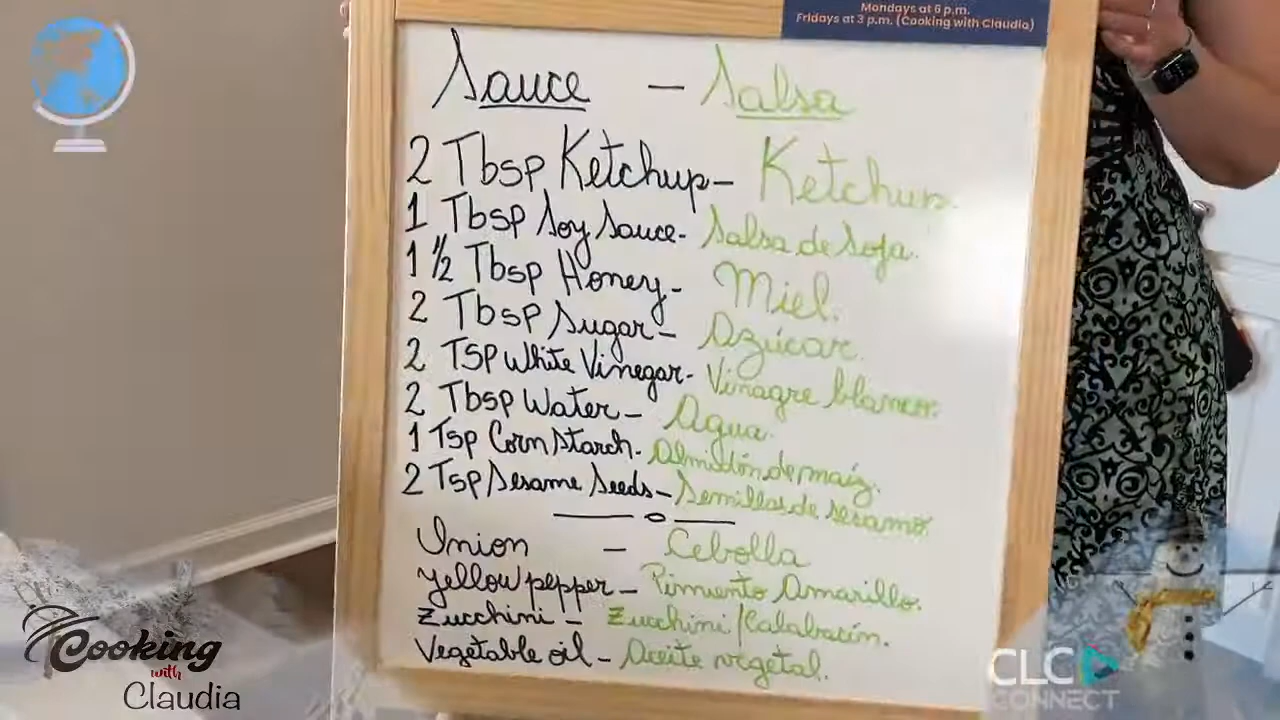 Mondays at 6 p.m.
Fridays at 3 p.m. (Cooking with Claudia)
Sauce — Salsa
2 Tbsp Ketchup – Ketchup.
1 Tbsp Soy Sauce - Salsa de Soja.
1 ½ Tbsp Honey - Miel.
2 Tbsp Sugar – Azúcar.
2 TSP White Vinegar - Vinagre blanco.
2 Tbsp Water – Agua.
1 Tsp Corn Starch. Almidón de maíz.
2 Tsp Sesame Seeds – Semillas de sesamo.
Union – Cebolla
yellow pepper – Pimiento Amarillo.
Zucchini – Zucchini/Calabacín.
Vegetable oil – Aceite vegetal.
Cooking
with
Claudia
CLC
CONNECT